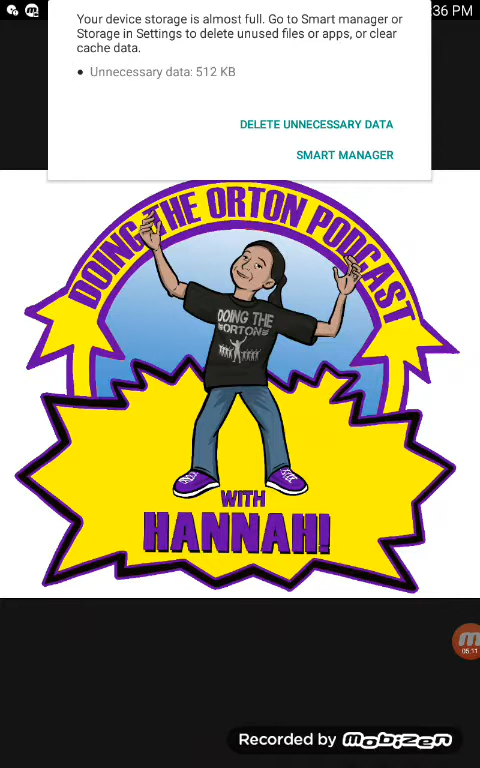 :36 PM
Your device storage is almost full. Go to Smart manager or
Storage in Settings to delete unused files or apps, or clear
cache data.
● Unnecessary data: 512 KB
DELETE UNNECESSARY DATA
SMART MANAGER
DOING THE ORTON PODCAST
DOING THE
ORTON
WITH
HANNAH!
05:11
Recorded by mobizen